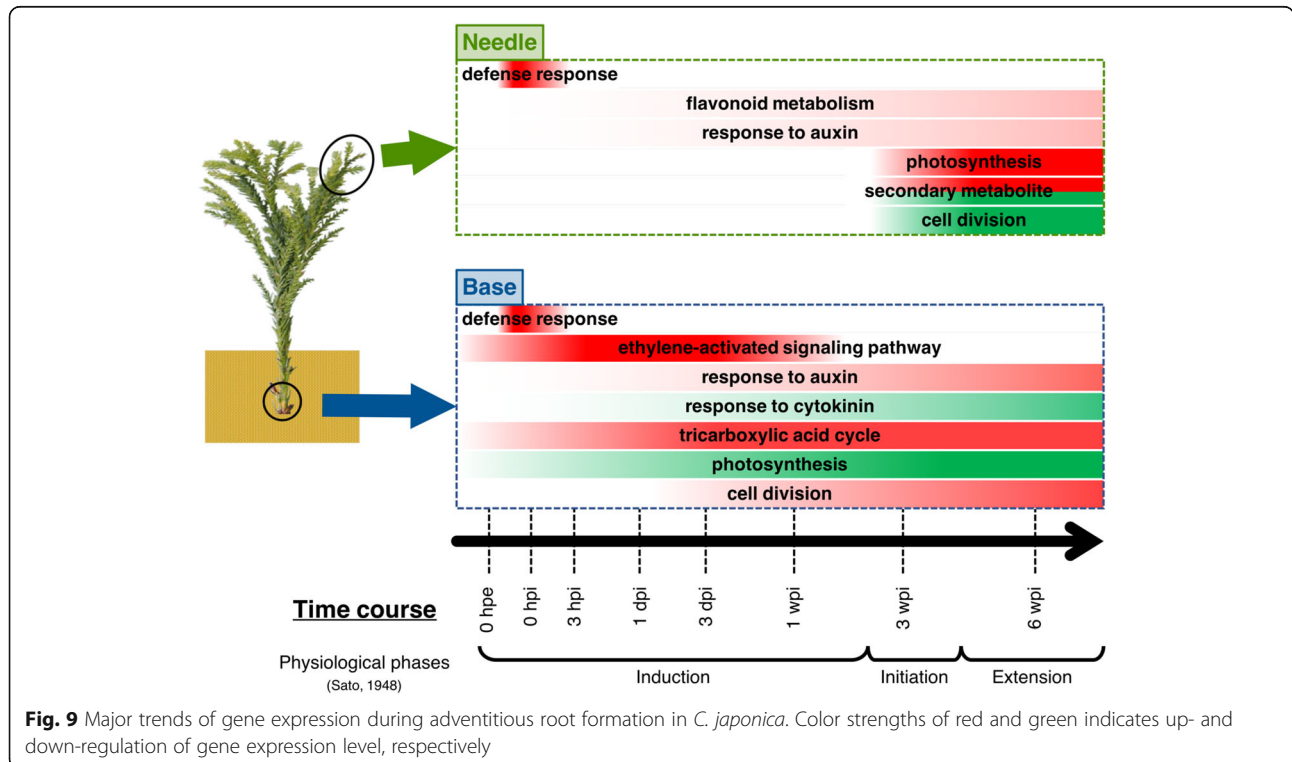 Needle
defense response
flavonoid metabolism
response to auxin
photosynthesis
secondary metabolite
cell division
Base
defense response
ethylene-activated signaling pathway
response to auxin
response to cytokinin
tricarboxylic acid cycle
photosynthesis
cell division
Time course
0 hpe
0 hpi
3 hpi
1 dpi
3 dpi
1 wpi
3 wpi
6 wpi
Physiological phases
(Sato, 1948)
Induction
Initiation
Extension
Fig. 9 Major trends of gene expression during adventitious root formation in C. japonica. Color strengths of red and green indicates up- and
down-regulation of gene expression level, respectively